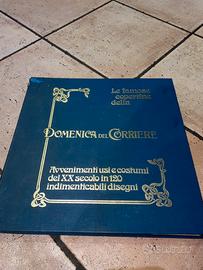 Le famose
copertine
della
DOMENICA DEL CORRIERE
Avvenimenti usi e costumi
del XX secolo in 120
indimenticabili disegni